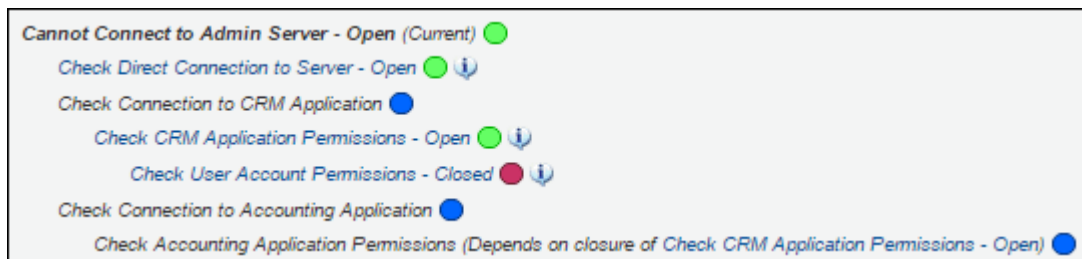 Cannot Connect to Admin Server - Open (Current)
Check Direct Connection to Server - Open
Check Connection to CRM Application
Check CRM Application Permissions - Open
Check User Account Permissions - Closed
Check Connection to Accounting Application
Check Accounting Application Permissions (Depends on closure of Check CRM Application Permissions - Open)